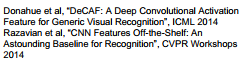 Donahue et al, "DeCAF: A Deep Convolutional Activation
Feature for Generic Visual Recognition", ICML 2014
Razavian et al, "CNN Features Off-the-Shelf: An
Astounding Baseline for Recognition", CVPR Workshops
2014